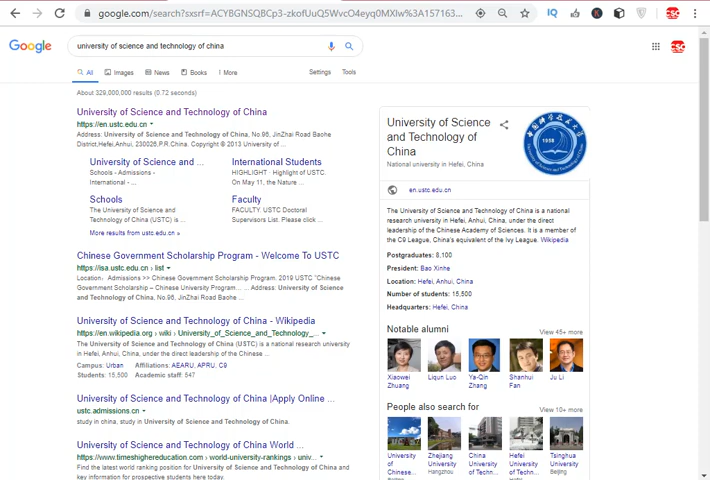 google.com/search?sxsrf=ACYBGNSQBCp3-zkofUuQ5WvcO4eyq0MXIw%3A157163...
Google
university of science and technology of china
All
Images
News
Books
More
Settings
Tools
About 329,000,000 results (0.72 seconds)
University of Science and Technology of China
https://en.ustc.edu.cn
Address: University of Science and Technology of China, No.96, JinZhai Road Baohe
District,Hefei,Anhui, 230026,P.R.China. Copyright © 2013 University of ...
University of Science and ...
Schools - Admissions -
International - ...
International Students
HIGHLIGHT · Highlight of USTC.
On May 11, the Nature ...
Schools
The University of Science and
Technology of China (USTC) is ...
Faculty
FACULTY. USTC Doctoral
Supervisors List. Please click ...
More results from ustc.edu.cn »
Chinese Government Scholarship Program - Welcome To USTC
https://isa.ustc.edu.cn › list
Location：Admissions >> Chinese Government Scholarship Program. 2019 USTC "Chinese
Government Scholarship – Chinese University Program... ... Address: University of Science
and Technology of China, No.96, JinZhai Road Baohe ...
University of Science and Technology of China - Wikipedia
https://en.wikipedia.org › wiki › University_of_Science_and_Technology_...
The University of Science and Technology of China (USTC) is a national research university
in Hefei, Anhui, China, under the direct leadership of the Chinese ...
Campus: Urban
Affiliations: AEARU, APRU, C9
Students: 15,500
Academic staff: 547
University of Science and Technology of China |Apply Online ...
ustc.admissions.cn
study in china, study in University of Science and Technology of China.
University of Science and Technology of China World ...
https://www.timeshighereducation.com › world-university-rankings › univ...
Find the latest world ranking position for University of Science and Technology of China and
key information for prospective students here today.
University of Science
and Technology of
China
National university in Hefei, China
1958
en.ustc.edu.cn
The University of Science and Technology of China is a national
research university in Hefei, Anhui, China, under the direct
leadership of the Chinese Academy of Sciences. It is a member of
the C9 League, China's equivalent of the Ivy League. Wikipedia
Postgraduates: 8,100
President: Bao Xinhe
Location: Hefei, Anhui, China
Number of students: 15,500
Headquarters: Hefei, China
Notable alumni
View 45+ more
Xiaowei
Zhuang
Liqun Luo
Ya-Qin
Zhang
Shanhui
Fan
Ju Li
People also search for
View 10+ more
University
of
Chinese...
Beijing
Zhejiang
University
Hangzhou
China
University
of Techn...
Hefei
University
of Techn...
Tsinghua
University
Beijing